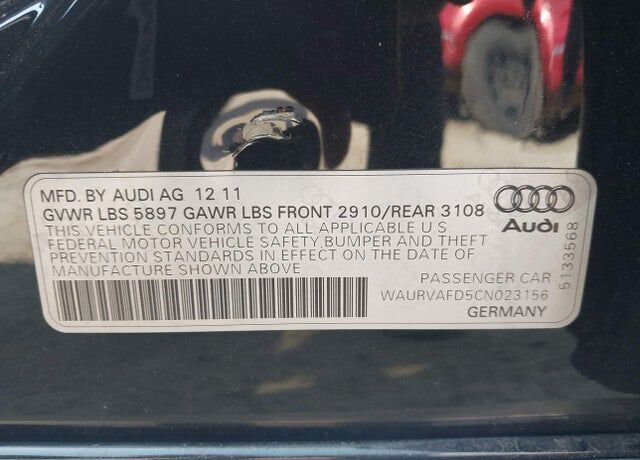 MFD. BY AUDI AG 12 11
GVWR LBS 5897 GAWR LBS FRONT 2910/REAR 3108
THIS VEHICLE CONFORMS TO ALL APPLICABLE U.S
FEDERAL MOTOR VEHICLE SAFETY, BUMPER AND THEFT
PREVENTION STANDARDS IN EFFECT ON THE DATE OF
MANUFACTURE SHOWN ABOVE
Audi
5133568
PASSENGER CAR
WAURVAFD5CN023156
GERMANY